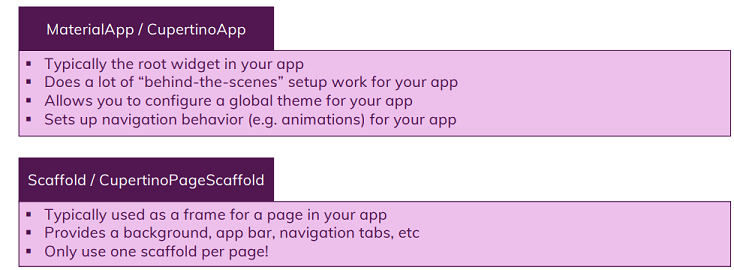 MaterialApp / CupertinoApp
▪ Typically the root widget in your app
▪ Does a lot of “behind-the-scenes” setup work for your app
▪ Allows you to configure a global theme for your app
▪ Sets up navigation behavior (e.g. animations) for your app
Scaffold / CupertinoPageScaffold
▪ Typically used as a frame for a page in your app
▪ Provides a background, app bar, navigation tabs, etc
▪ Only use one scaffold per page!